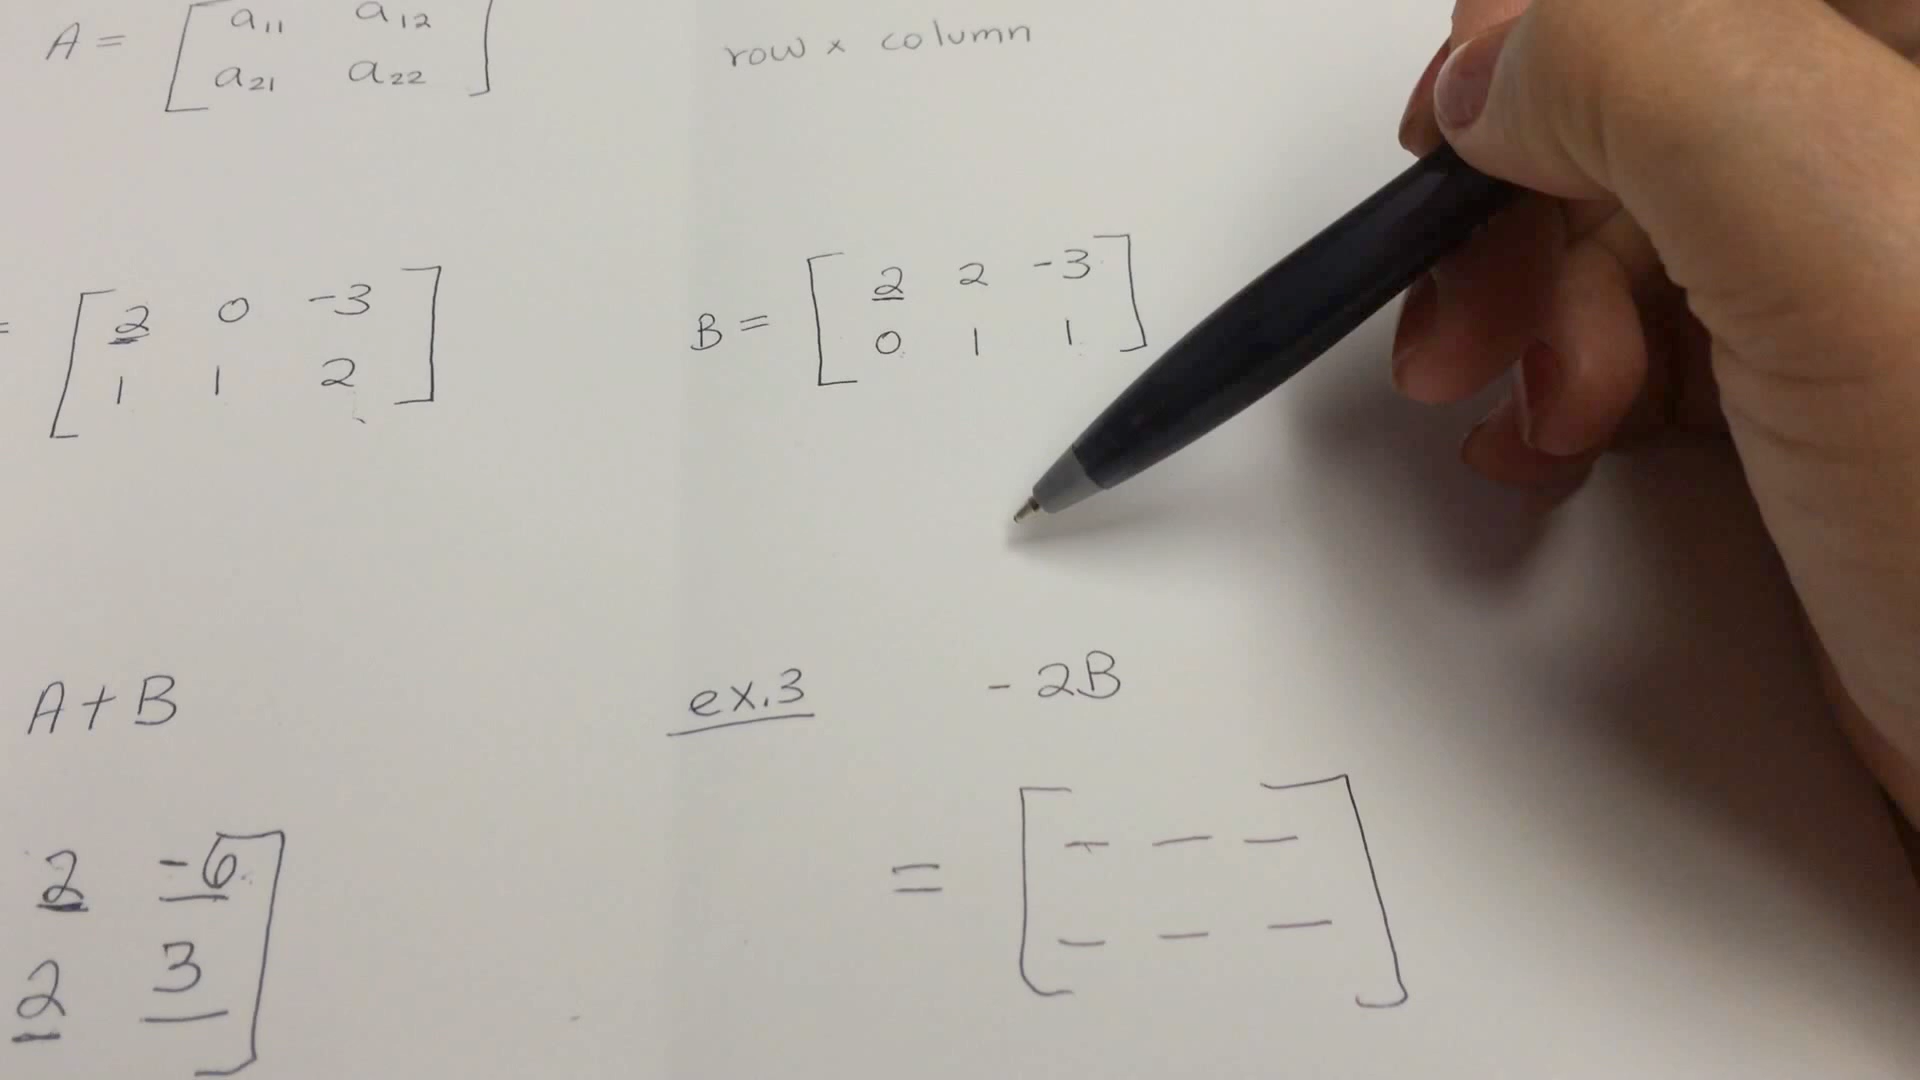 A = [ a11 a12
a21 a22 ]
row x column
= [ 2 0 -3
1 1 2 ]
B = [ 2 2 -3
0 1 1 ]
A+B
2 -6
2 3 ]
ex.3 -2B
= [ _ _ _
_ _ _ ]